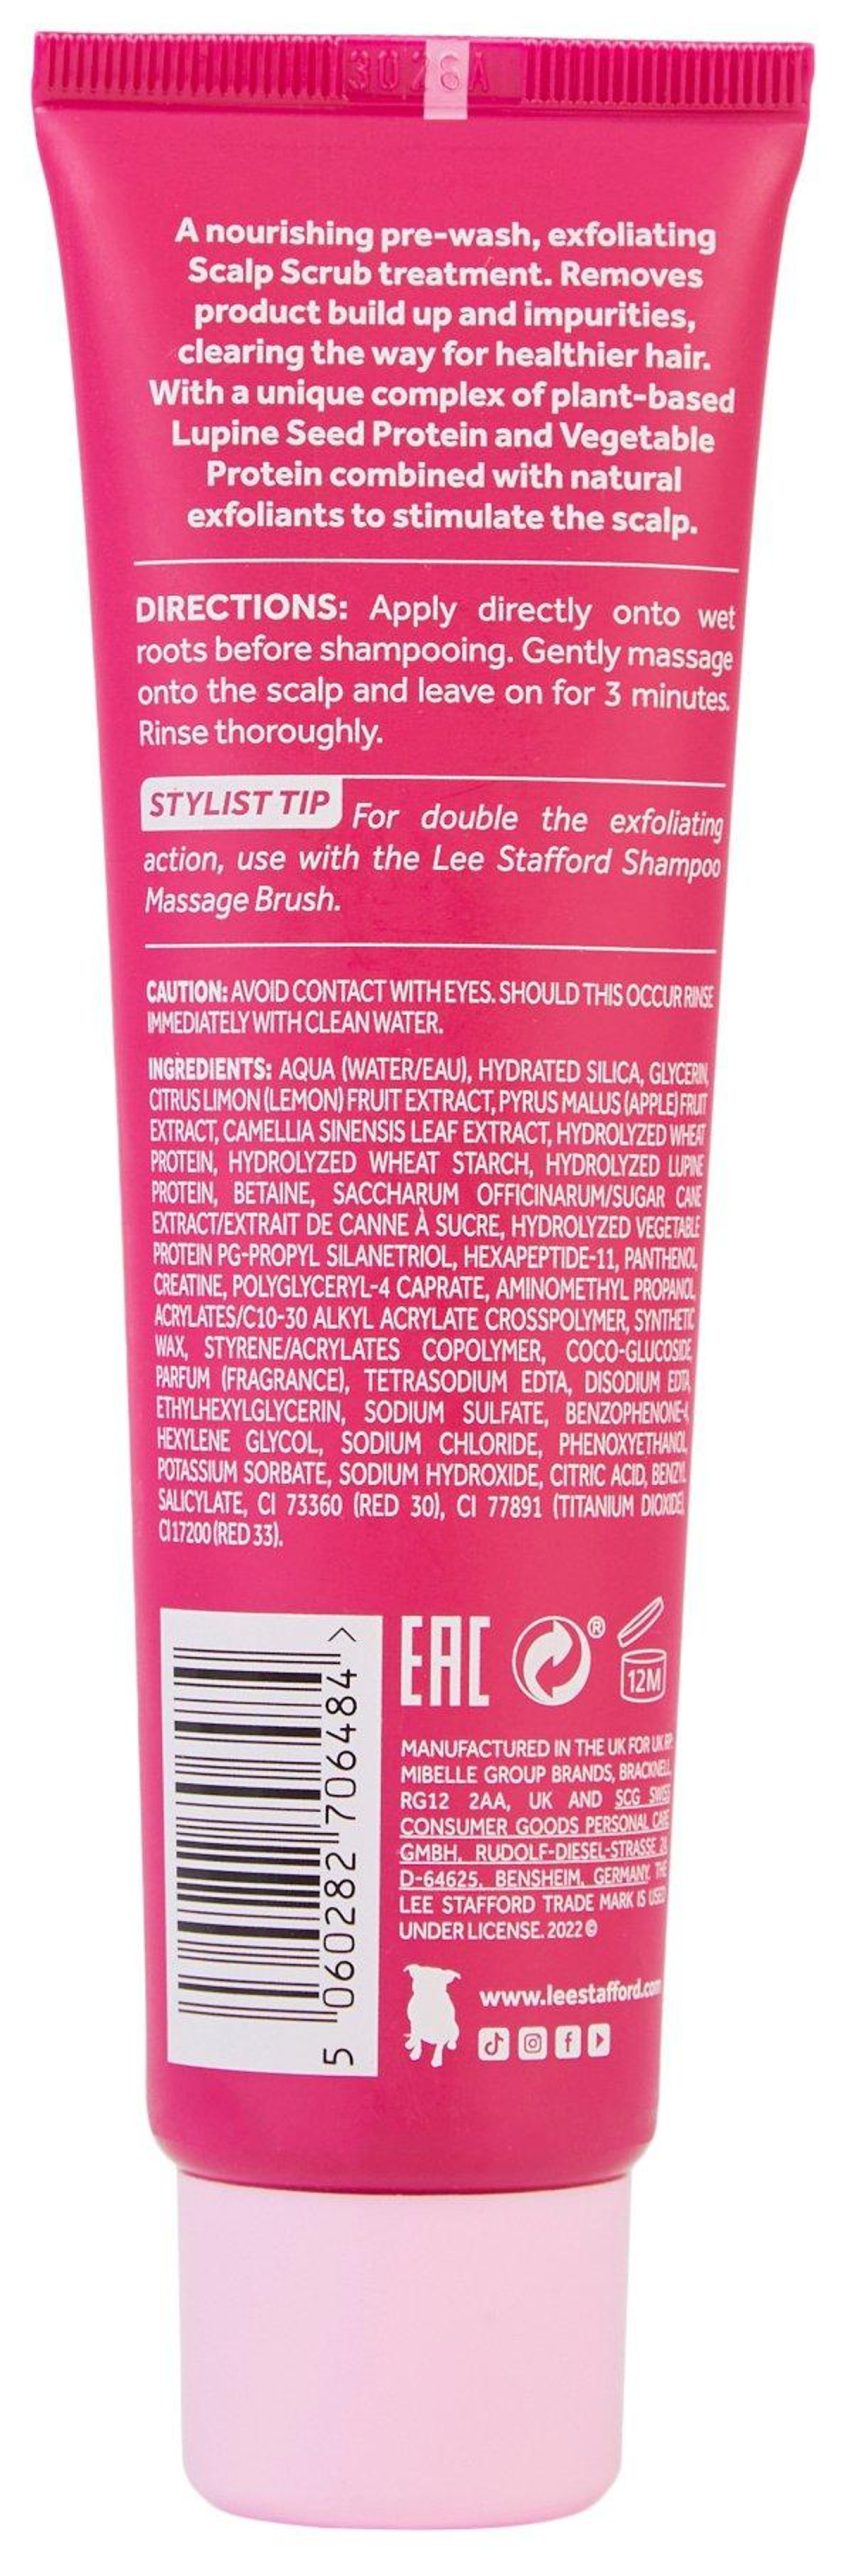 3026A
A nourishing pre-wash, exfoliating
Scalp Scrub treatment. Removes
product build up and impurities,
clearing the way for healthier hair.
With a unique complex of plant-based
Lupine Seed Protein and Vegetable
Protein combined with natural
exfoliants to stimulate the scalp.
DIRECTIONS: Apply directly onto wet
roots before shampooing. Gently massage
onto the scalp and leave on for 3 minutes.
Rinse thoroughly.
STYLIST TIP For double the exfoliating
action, use with the Lee Stafford Shampoo
Massage Brush.
CAUTION: AVOID CONTACT WITH EYES. SHOULD THIS OCCUR RINSE
IMMEDIATELY WITH CLEAN WATER.
INGREDIENTS: AQUA (WATER/EAU), HYDRATED SILICA, GLYCERIN,
CITRUS LIMON (LEMON) FRUIT EXTRACT, PYRUS MALUS (APPLE) FRUIT
EXTRACT, CAMELLIA SINENSIS LEAF EXTRACT, HYDROLYZED WHEAT
PROTEIN, HYDROLYZED WHEAT STARCH, HYDROLYZED LUPINE
PROTEIN, BETAINE, SACCHARUM OFFICINARUM/SUGAR CANE
EXTRACT/EXTRAIT DE CANNE À SUCRE, HYDROLYZED VEGETABLE
PROTEIN PG-PROPYL SILANETRIOL, HEXAPEPTIDE-11, PANTHENOL,
CREATINE, POLYGLYCERYL-4 CAPRATE, AMINOMETHYL PROPANOL,
ACRYLATES/C10-30 ALKYL ACRYLATE CROSSPOLYMER, SYNTHETIC
WAX, STYRENE/ACRYLATES COPOLYMER, COCO-GLUCOSIDE,
PARFUM (FRAGRANCE), TETRASODIUM EDTA, DISODIUM EDTA,
ETHYLHEXYLGLYCERIN, SODIUM SULFATE, BENZOPHENONE-4,
HEXYLENE GLYCOL, SODIUM CHLORIDE, PHENOXYETHANOL,
POTASSIUM SORBATE, SODIUM HYDROXIDE, CITRIC ACID, BENZYL
SALICYLATE, CI 73360 (RED 30), CI 77891 (TITANIUM DIOXIDE),
CI 17200 (RED 33).
5 060282 706484 >
EAC ® 12M
MANUFACTURED IN THE UK FOR UK RP:
MIBELLE GROUP BRANDS, BRACKNELL,
RG12 2AA, UK AND SCG SWISS
CONSUMER GOODS PERSONAL CARE
GMBH, RUDOLF-DIESEL-STRASSE 20,
D-64625, BENSHEIM, GERMANY. THE
LEE STAFFORD TRADE MARK IS USED
UNDER LICENSE. 2022 ©
www.leestafford.com